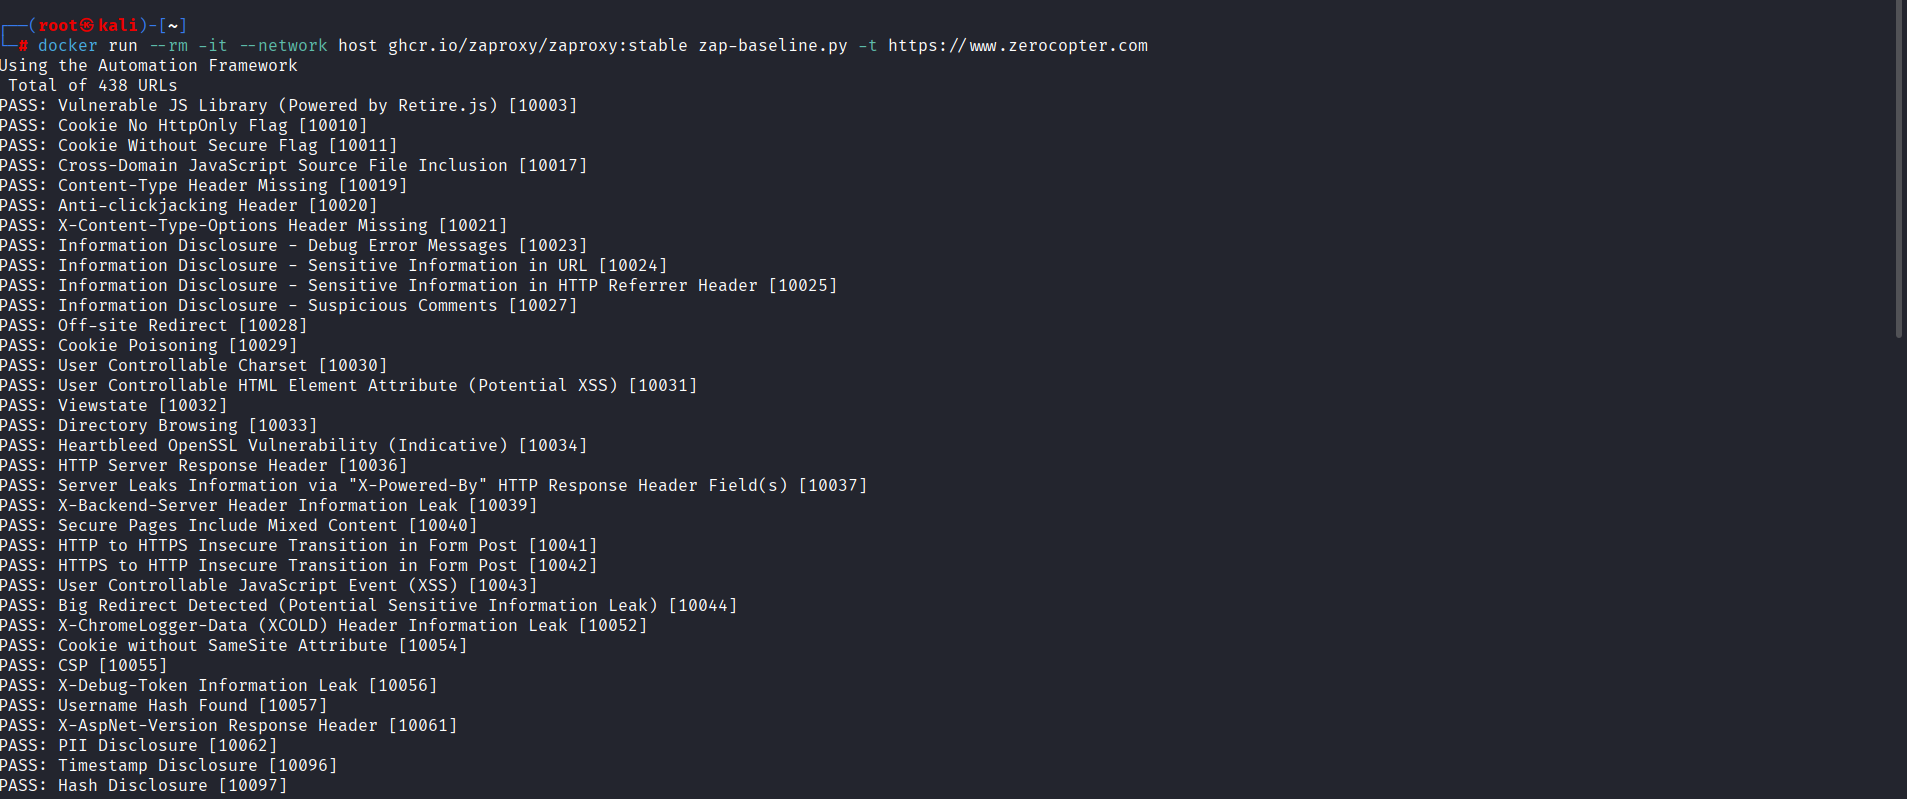 ┌──(root㉿kali)-[~]
└─# docker run --rm -it --network host ghcr.io/zaproxy/zaproxy:stable zap-baseline.py -t https://www.zerocopter.com
Using the Automation Framework
Total of 438 URLs
PASS: Vulnerable JS Library (Powered by Retire.js) [10003]
PASS: Cookie No HttpOnly Flag [10010]
PASS: Cookie Without Secure Flag [10011]
PASS: Cross-Domain JavaScript Source File Inclusion [10017]
PASS: Content-Type Header Missing [10019]
PASS: Anti-clickjacking Header [10020]
PASS: X-Content-Type-Options Header Missing [10021]
PASS: Information Disclosure - Debug Error Messages [10023]
PASS: Information Disclosure - Sensitive Information in URL [10024]
PASS: Information Disclosure - Sensitive Information in HTTP Referrer Header [10025]
PASS: Information Disclosure - Suspicious Comments [10027]
PASS: Off-site Redirect [10028]
PASS: Cookie Poisoning [10029]
PASS: User Controllable Charset [10030]
PASS: User Controllable HTML Element Attribute (Potential XSS) [10031]
PASS: Viewstate [10032]
PASS: Directory Browsing [10033]
PASS: Heartbleed OpenSSL Vulnerability (Indicative) [10034]
PASS: HTTP Server Response Header [10036]
PASS: Server Leaks Information via "X-Powered-By" HTTP Response Header Field(s) [10037]
PASS: X-Backend-Server Header Information Leak [10039]
PASS: Secure Pages Include Mixed Content [10040]
PASS: HTTP to HTTPS Insecure Transition in Form Post [10041]
PASS: HTTPS to HTTP Insecure Transition in Form Post [10042]
PASS: User Controllable JavaScript Event (XSS) [10043]
PASS: Big Redirect Detected (Potential Sensitive Information Leak) [10044]
PASS: X-ChromeLogger-Data (XCOLD) Header Information Leak [10052]
PASS: Cookie without SameSite Attribute [10054]
PASS: CSP [10055]
PASS: X-Debug-Token Information Leak [10056]
PASS: Username Hash Found [10057]
PASS: X-AspNet-Version Response Header [10061]
PASS: PII Disclosure [10062]
PASS: Timestamp Disclosure [10096]
PASS: Hash Disclosure [10097]